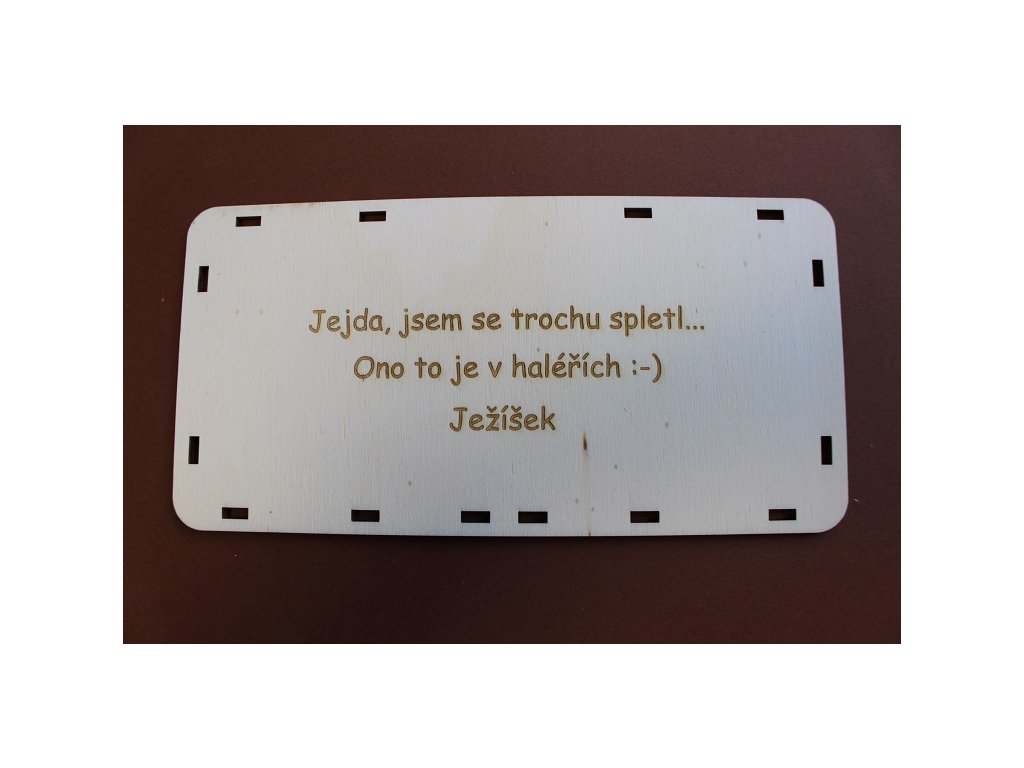 Jejda, jsem se trochu spletl...
Ono to je v haléřích :-)
Ježíšek